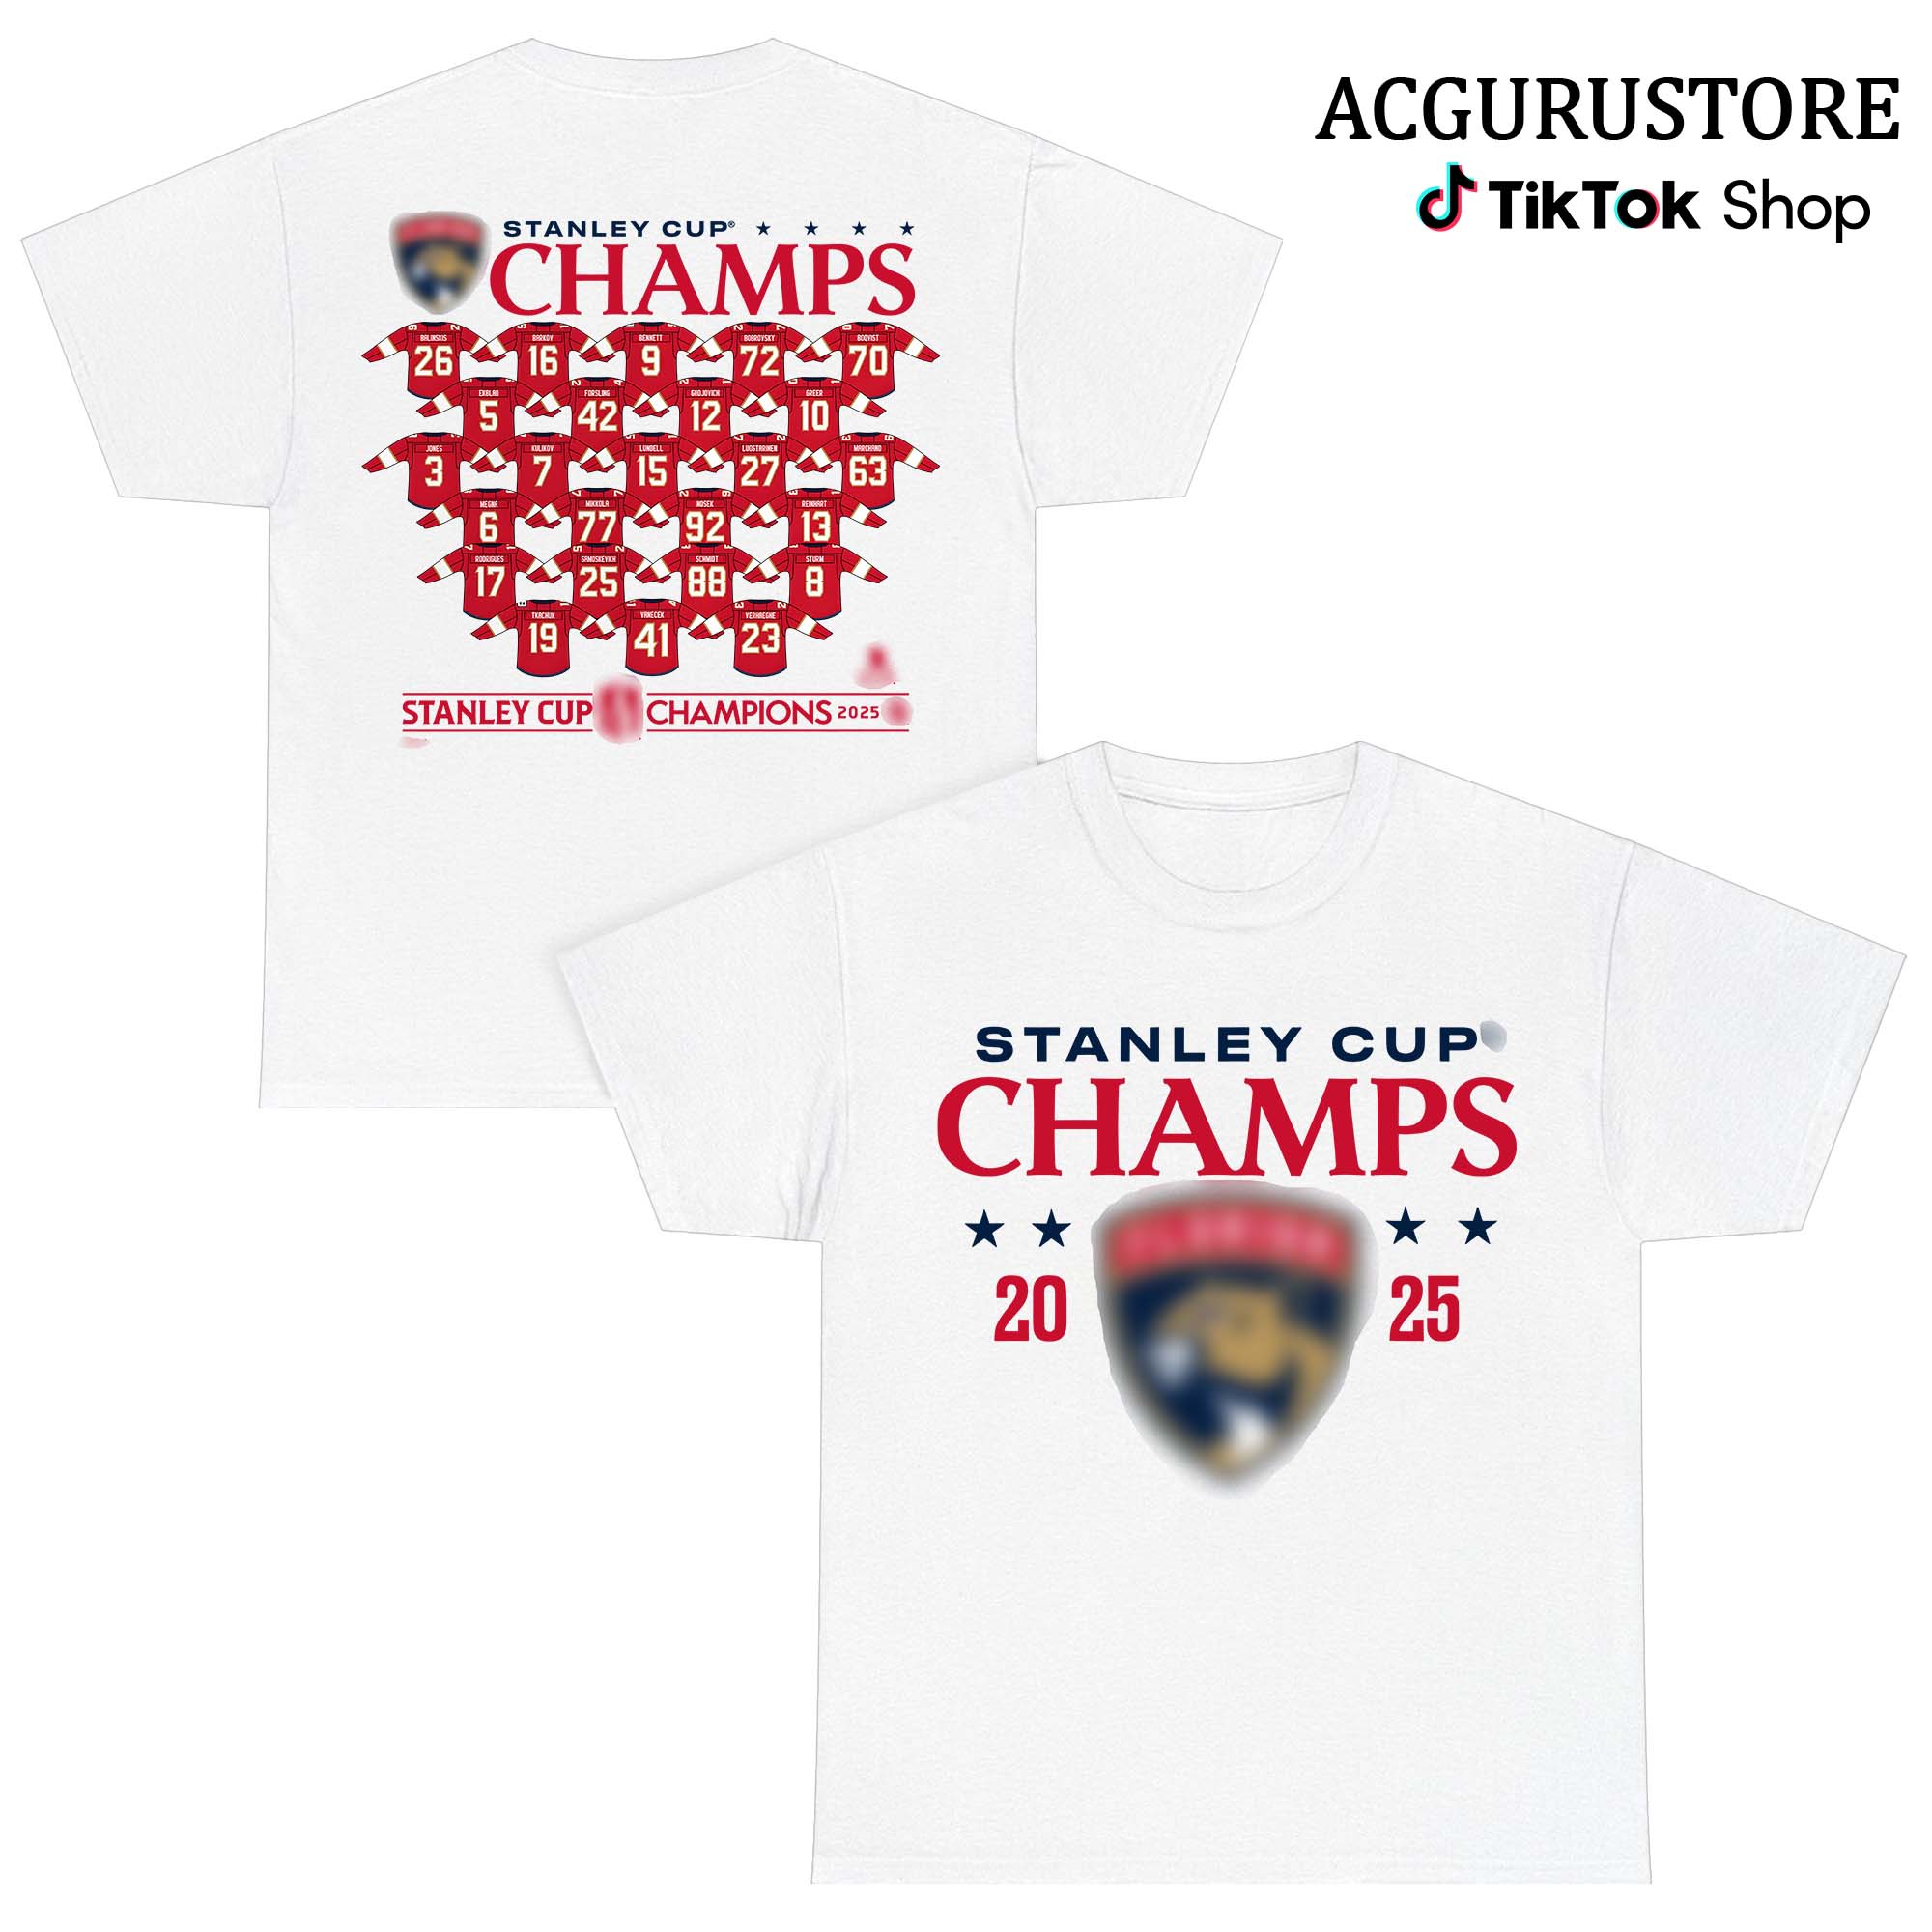 ACGURUSTORE
TikTok Shop
STANLEY CUP®
CHAMPS
BALINSKIS BARKOV BENNETT BOBROVSKY BOQVIST
26 16 9 72 70
EKBLAD FORSLING GADJOVICH GREER
5 42 12 10
JONES KULIKOV LUNDELL LUOSTARINEN MARCHAND
3 7 15 27 63
MEGNA MIKKOLA NOSEK REINHART
6 77 92 13
RODRIGUES SAMOSKEVICH SCHMIDT STURM
17 25 88 8
TKACHUK VANECEK VERHAEGHE
19 41 23
STANLEY CUP CHAMPIONS 2025
STANLEY CUP
CHAMPS
20 25